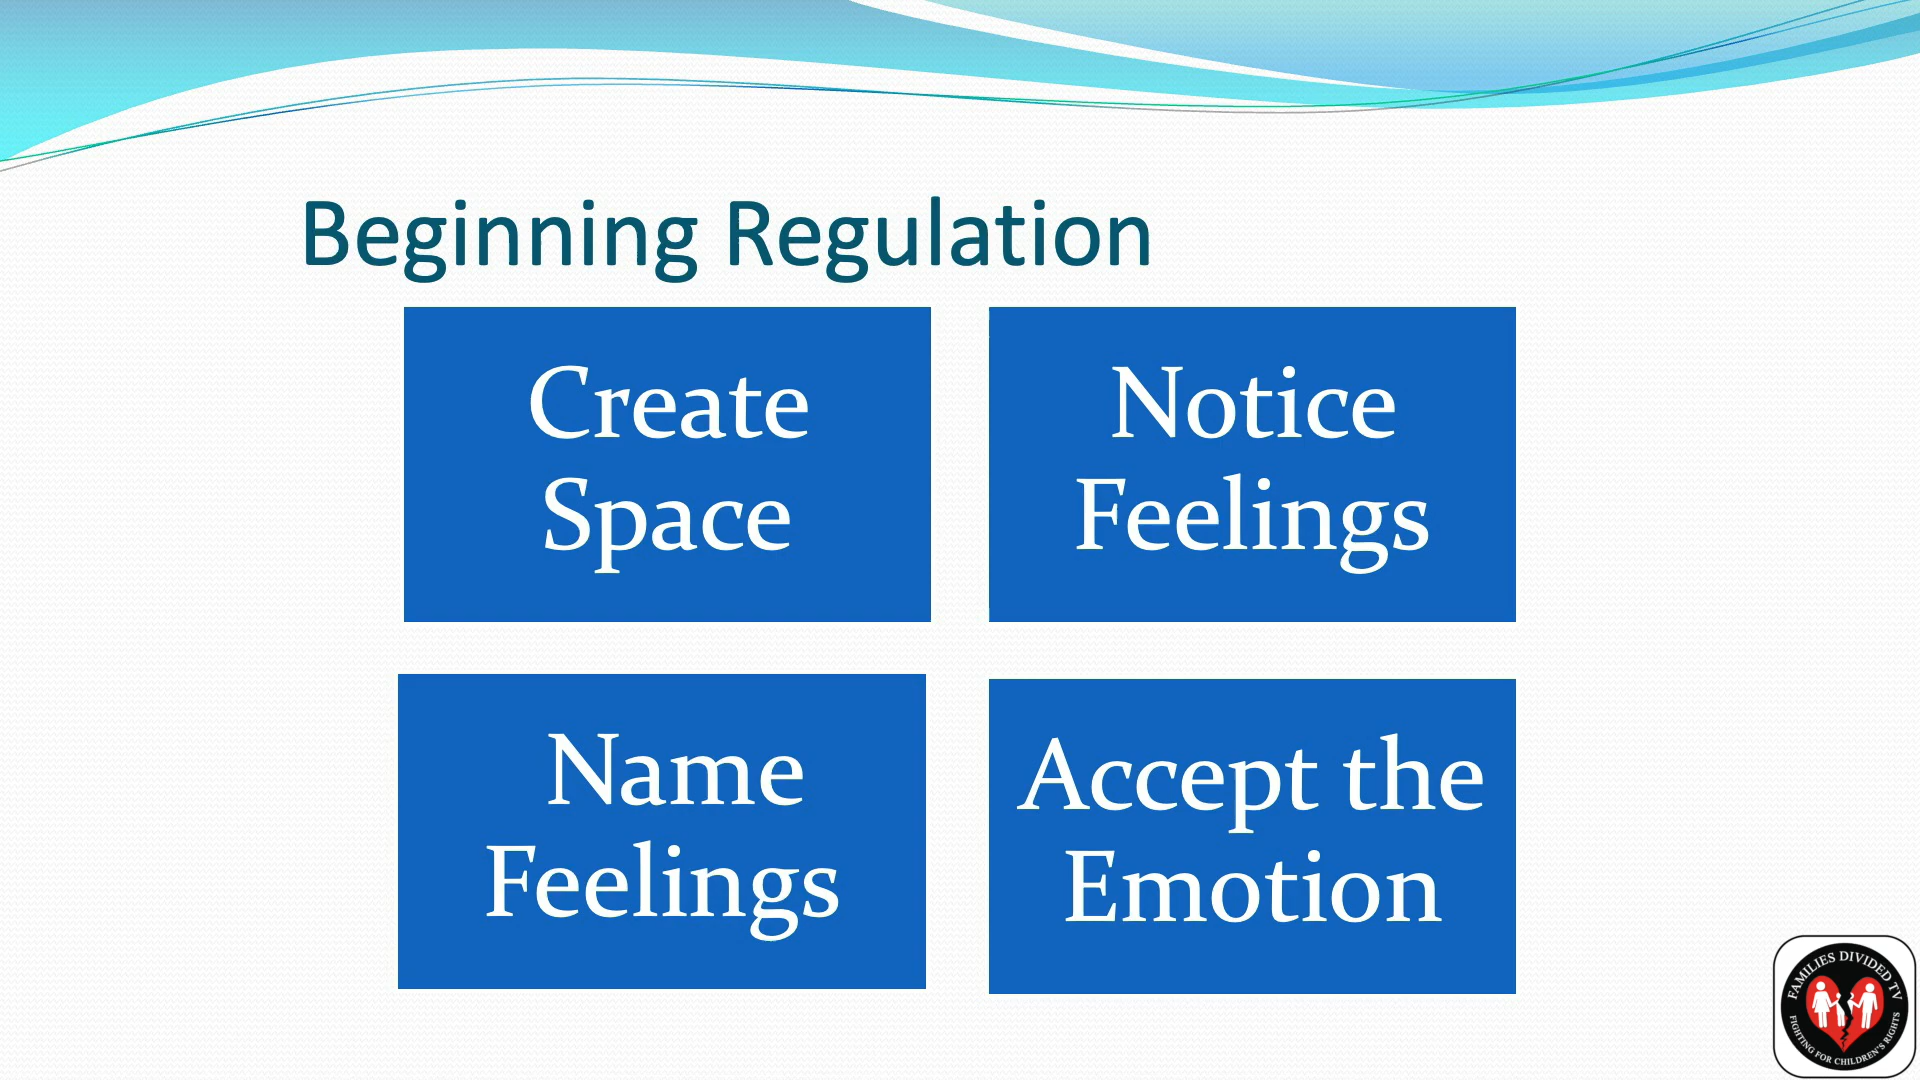 Beginning Regulation
Create
Space
Notice
Feelings
Name
Feelings
Accept the
Emotion
FAMILIES DIVIDED TV
FIGHTING FOR CHILDREN'S RIGHTS